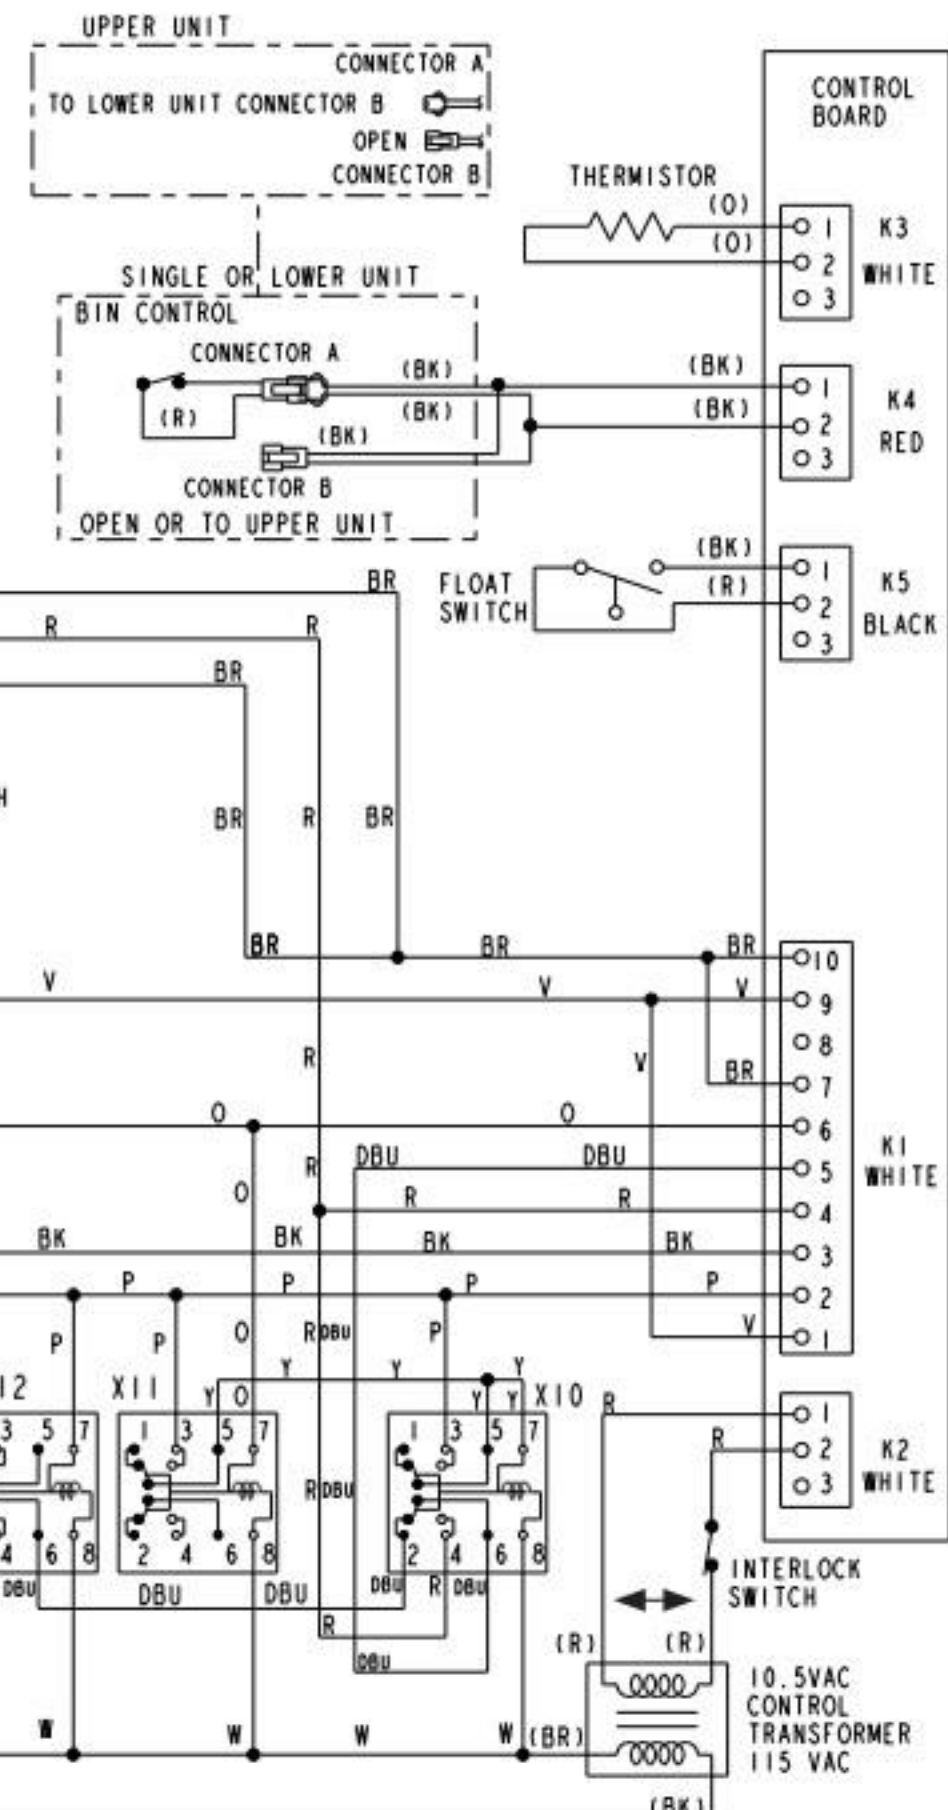 UPPER UNIT
CONNECTOR A
TO LOWER UNIT CONNECTOR B
OPEN
CONNECTOR B
CONTROL
BOARD
THERMISTOR
(O)
(O)
1
2
3
K3
WHITE
SINGLE OR LOWER UNIT
BIN CONTROL
CONNECTOR A
(BK)
(BK)
(R)
(BK)
CONNECTOR B
OPEN OR TO UPPER UNIT
(BK)
(BK)
1
2
3
K4
RED
FLOAT
SWITCH
(BK)
(R)
1
2
3
K5
BLACK
BR
R
R
BR
BR
R
BR
BR
BR
BR
10
V
V
V
9
8
R
V
BR
7
O
O
6
K1
WHITE
R
DBU
DBU
5
O
R
R
4
BK
BK
BK
BK
3
P
P
P
P
2
P
P
O
R
DBU
P
V
1
Y
Y
Y
12
X11
Y
O
Y
Y
X10
R
1
2
3
K2
WHITE
R
3
5
7
1
3
5
7
1
3
5
7
R
DBU
4
6
8
2
4
6
8
2
4
6
8
DBU
DBU
DBU
DBU
R
DBU
R
DBU
INTERLOCK
SWITCH
(R)
(R)
10.5VAC
CONTROL
TRANSFORMER
115 VAC
W
W
W
W
(BR)
(BK)